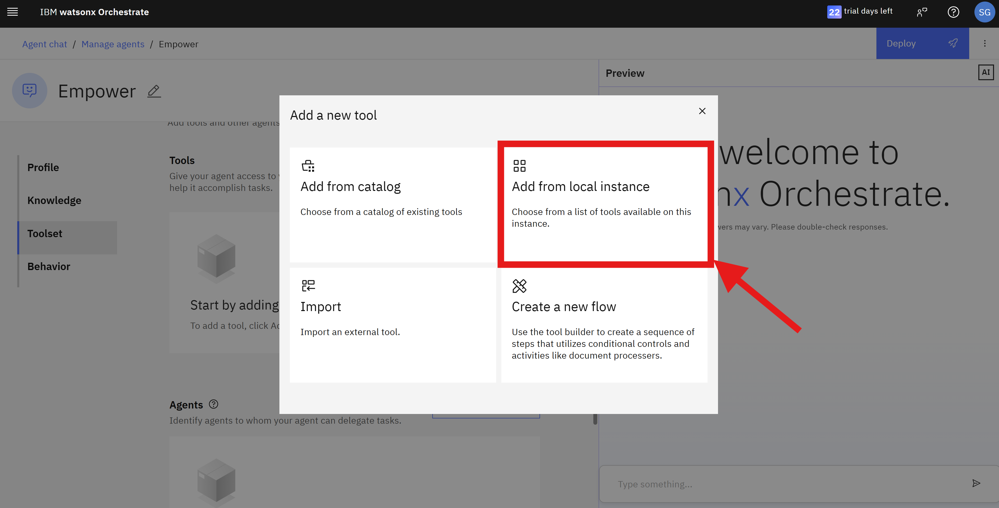 IBM watsonx Orchestrate
22 trial days left
SG
Agent chat / Manage agents / Empower
Deploy
Empower
Preview
AI
Add tools and other agents
Profile
Knowledge
Toolset
Behavior
Tools
Give your agent access to
help it accomplish tasks.
Start by adding
To add a tool, click
Agents
Identify agents to whom your agent can delegate tasks.
Add a new tool
Add from catalog
Choose from a catalog of existing tools
Add from local instance
Choose from a list of tools available on this
instance.
Import
Import an external tool.
Create a new flow
Use the tool builder to create a sequence of
steps that utilizes conditional controls and
activities like document processers.
welcome to
nx Orchestrate.
may vary. Please double-check responses.
Type something...